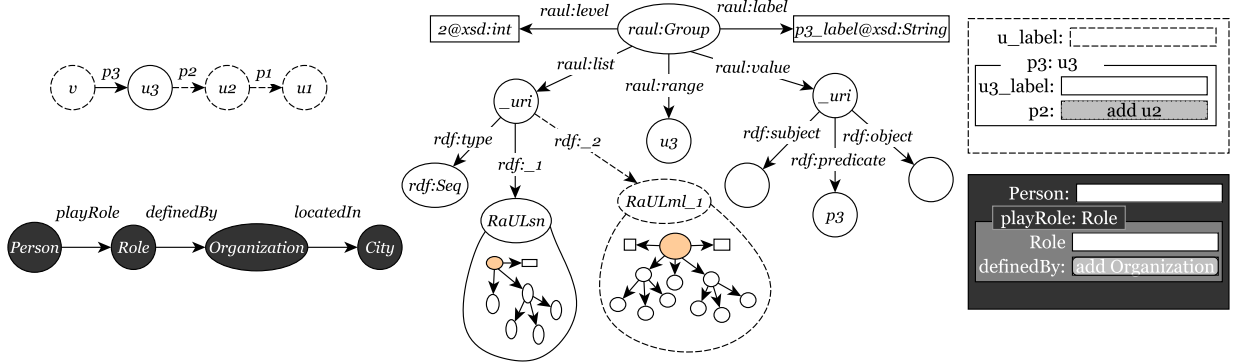 v
p3
u3
p2
u2
p1
u1
Person
playRole
Role
definedBy
Organization
locatedIn
City
2@xsd:int
raul:level
raul:Group
raul:label
p3_label@xsd:String
raul:list
raul:range
raul:value
_uri
u3
_uri
rdf:type
rdf:_1
rdf:_2
rdf:subject
rdf:predicate
rdf:object
rdf:Seq
RaULsn
RaULml_1
p3
u_label:
p3: u3
u3_label:
p2: add u2
Person:
playRole: Role
Role
definedBy: add Organization